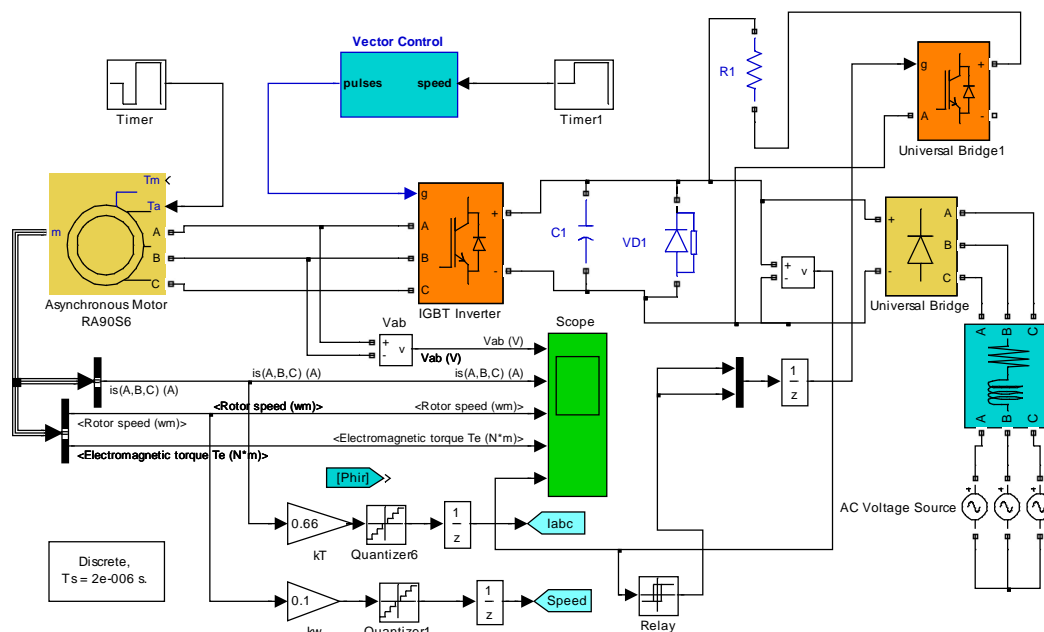 Vector Control
pulses
speed
Timer
Timer1
R1
g
A
+
-
Universal Bridge1
Tm
Ta
m
A
B
C
Asynchronous Motor
RA90S6
g
A
B
C
+
-
IGBT Inverter
C1
VD1
+
-
v
+
-
A
B
C
Universal Bridge
Vab
+
-
v
Vab (V)
Vab (V)
Scope
is(A,B,C) (A)
is(A,B,C) (A)
is(A,B,C) (A)
<Rotor speed (wm)>
<Rotor speed (wm)>
<Rotor speed (wm)>
<Electromagnetic torque Te (N*m)>
<Electromagnetic torque Te (N*m)>
1
z
A
B
C
A
B
C
+
+
+
AC Voltage Source
[Phir]
0.66
kT
Quantizer6
1
z
Iabc
Discrete,
Ts = 2e-006 s.
0.1
Quantizer1
1
z
Speed
Relay